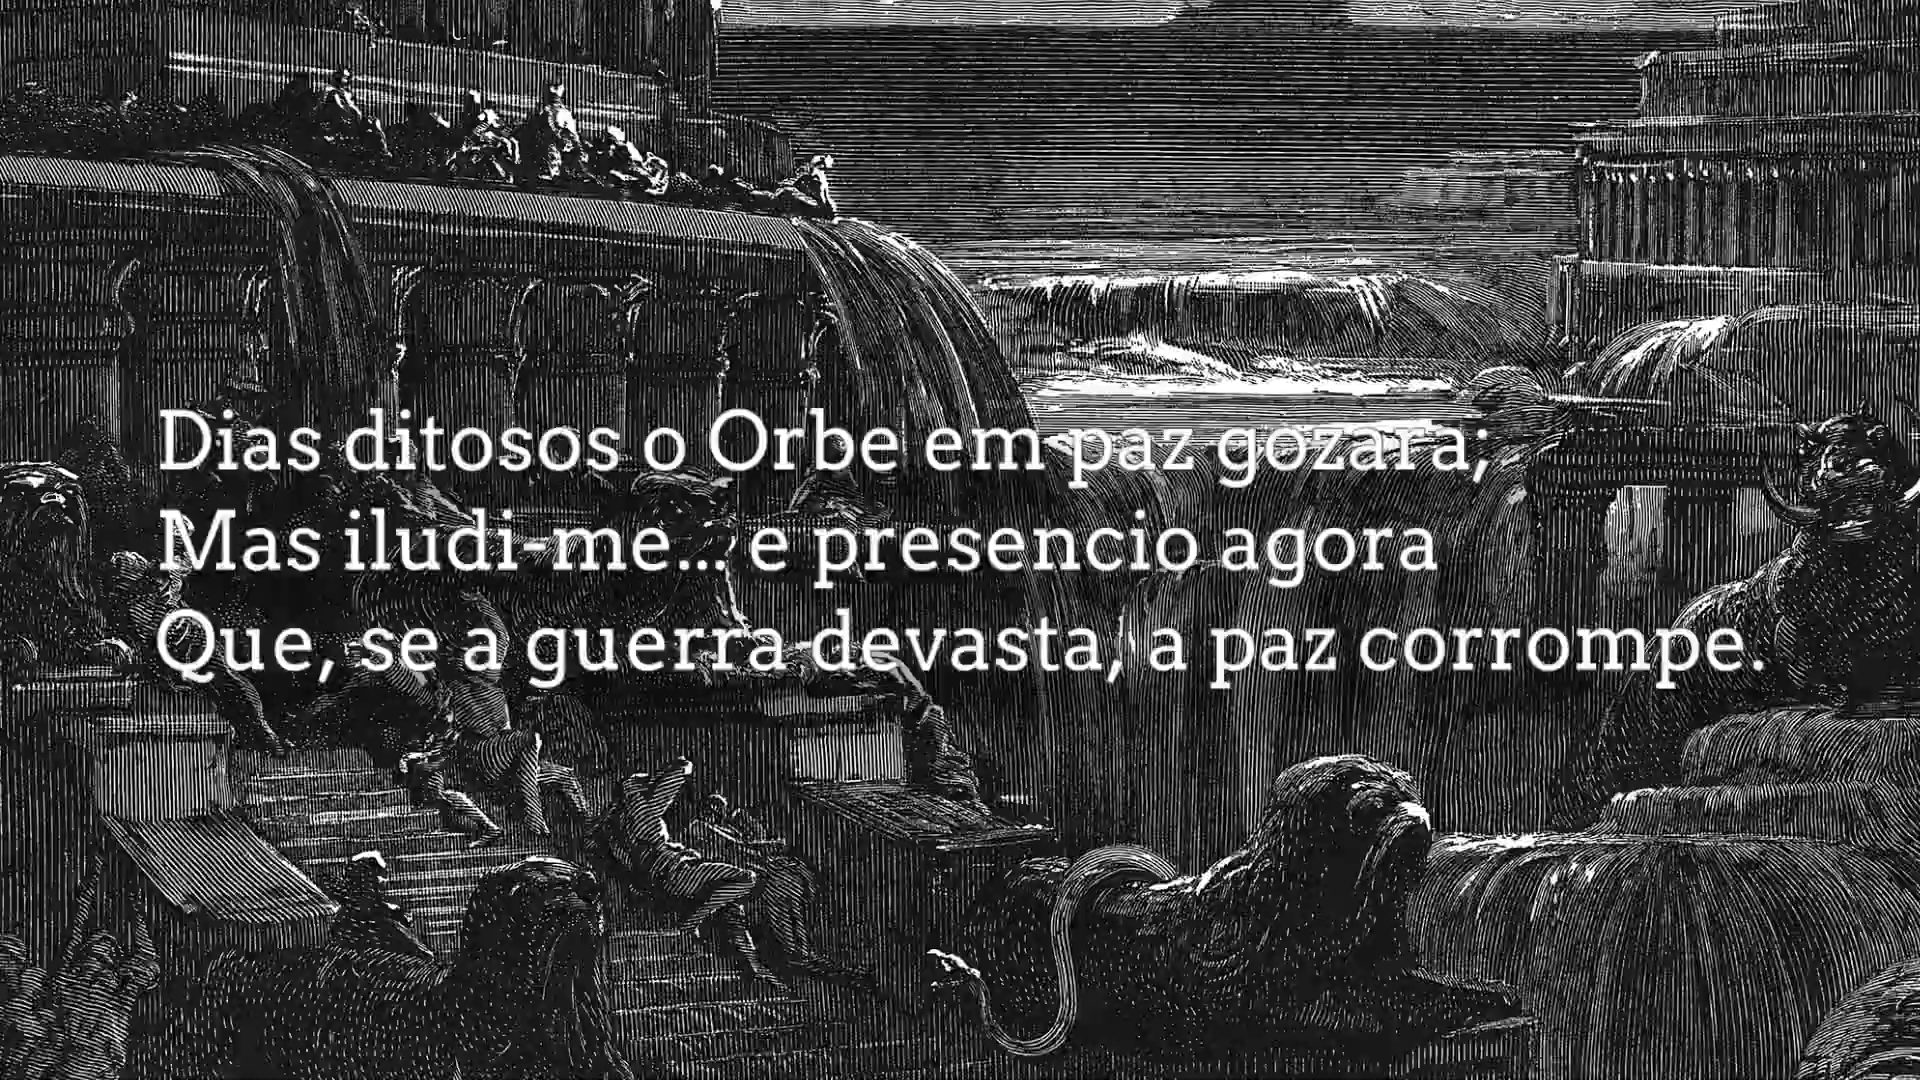 Dias ditosos o Orbe em paz gozara;
Mas iludi-me... e presencio agora
Que, se a guerra devasta, a paz corrompe.